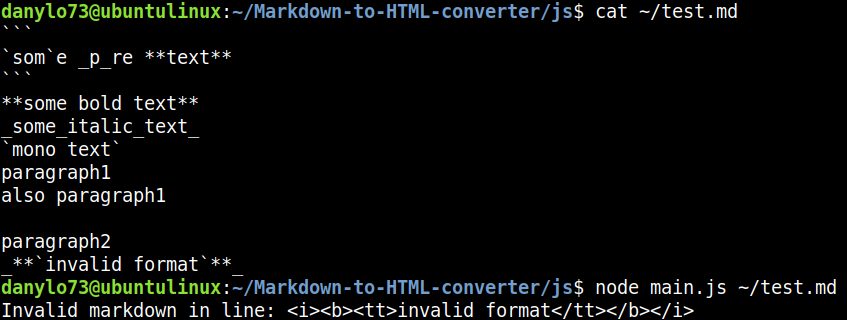 danylo73@ubuntulinux:~/Markdown-to-HTML-converter/js$ cat ~/test.md
```
`som`e _p_re **text**
```
**some bold text**
_some_italic_text_
`mono text`
paragraph1
also paragraph1

paragraph2
_**`invalid format`**_
danylo73@ubuntulinux:~/Markdown-to-HTML-converter/js$ node main.js ~/test.md
Invalid markdown in line: <i><b><tt>invalid format</tt></b></i>